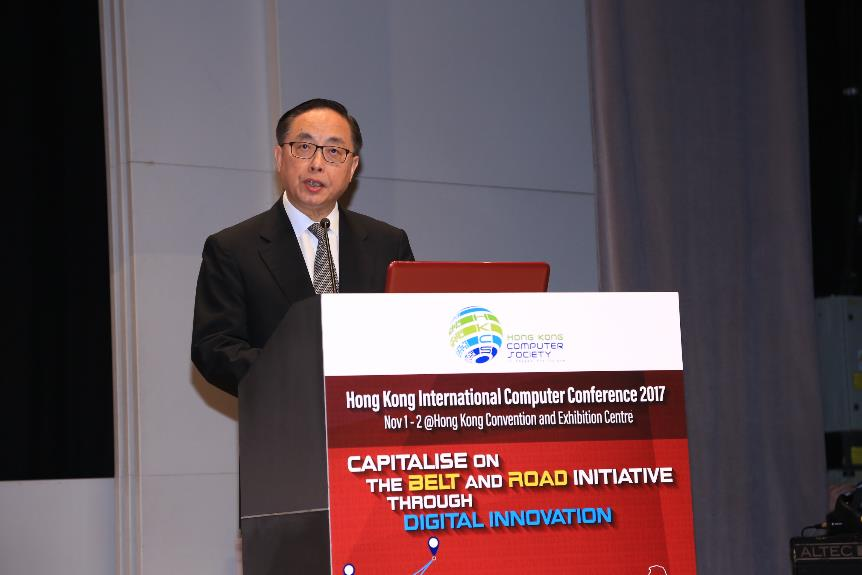 HKCS
HONG KONG
COMPUTER
SOCIETY
Hong Kong International Computer Conference 2017
Nov 1 - 2 @Hong Kong Convention and Exhibition Centre
CAPITALISE ON
THE BELT AND ROAD INITIATIVE
THROUGH
DIGITAL INNOVATION
ALTEC